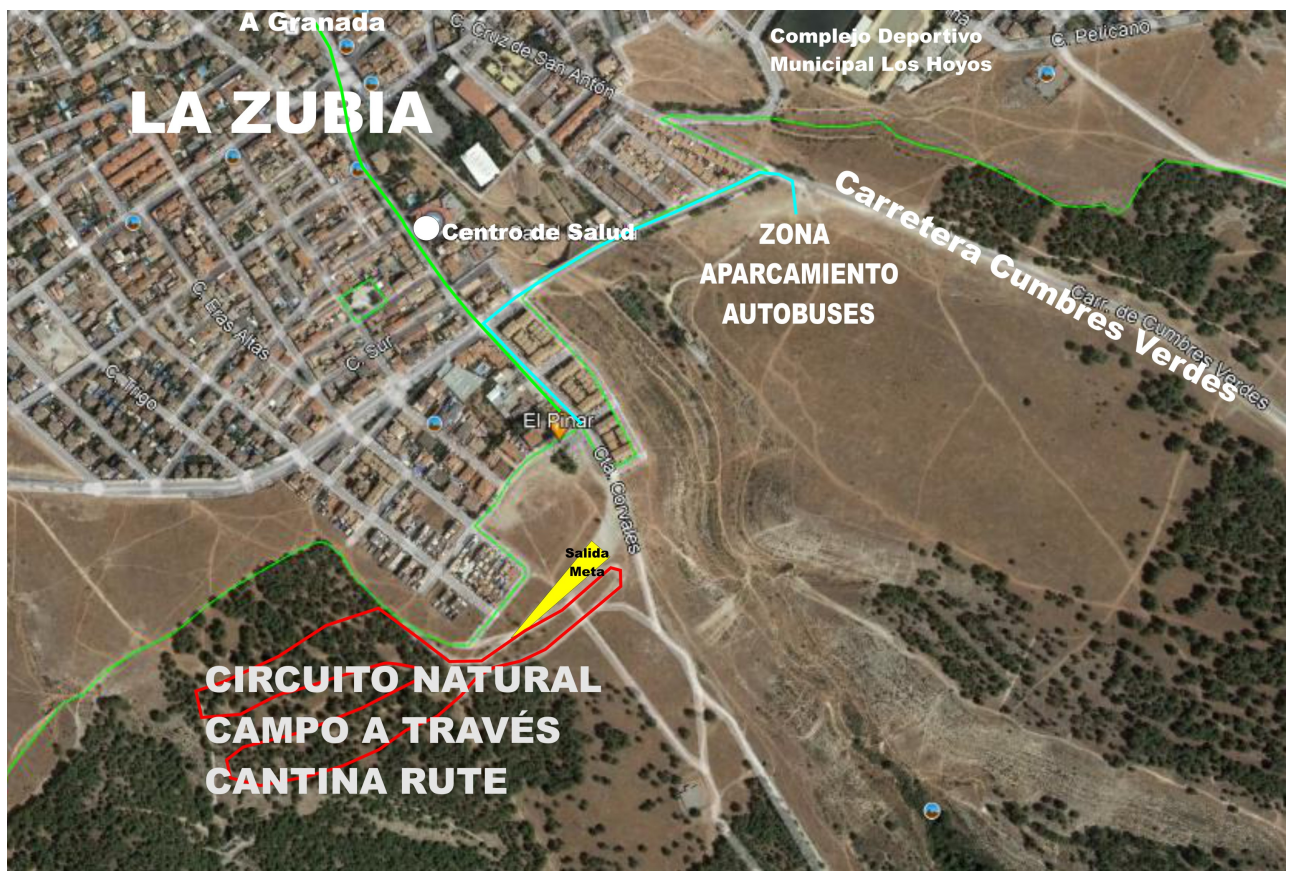 A Granada
C. Cruz de San Antón
Complejo Deportivo
Municipal Los Hoyos
C. Pelícano
LA ZUBIA
Carretera Cumbres Verdes
Centro de Salud
ZONA
APARCAMIENTO
AUTOBUSES
Carr. de Cumbres Verdes
C. Eras Altas
C. Sur
C. Trigo
El Pinar
Ctra. Corvales
Salida
Meta
CIRCUITO NATURAL
CAMPO A TRAVÉS
CANTINA RUTE